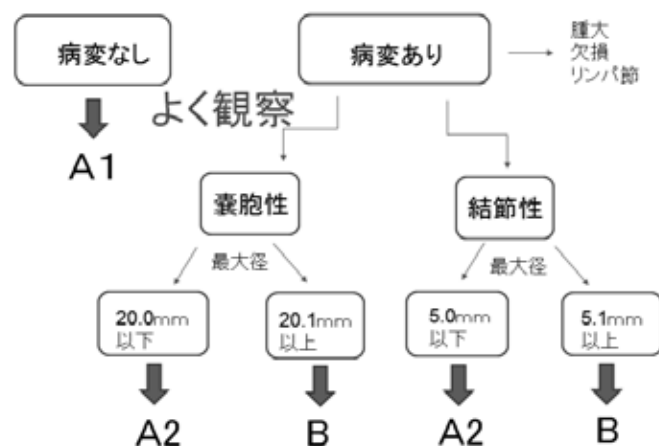 病変なし
病変あり
腫大
欠損
リンパ節
よく観察
A1
嚢胞性
結節性
最大径
最大径
20.0mm
以下
20.1mm
以上
5.0mm
以下
5.1mm
以上
A2
B
A2
B